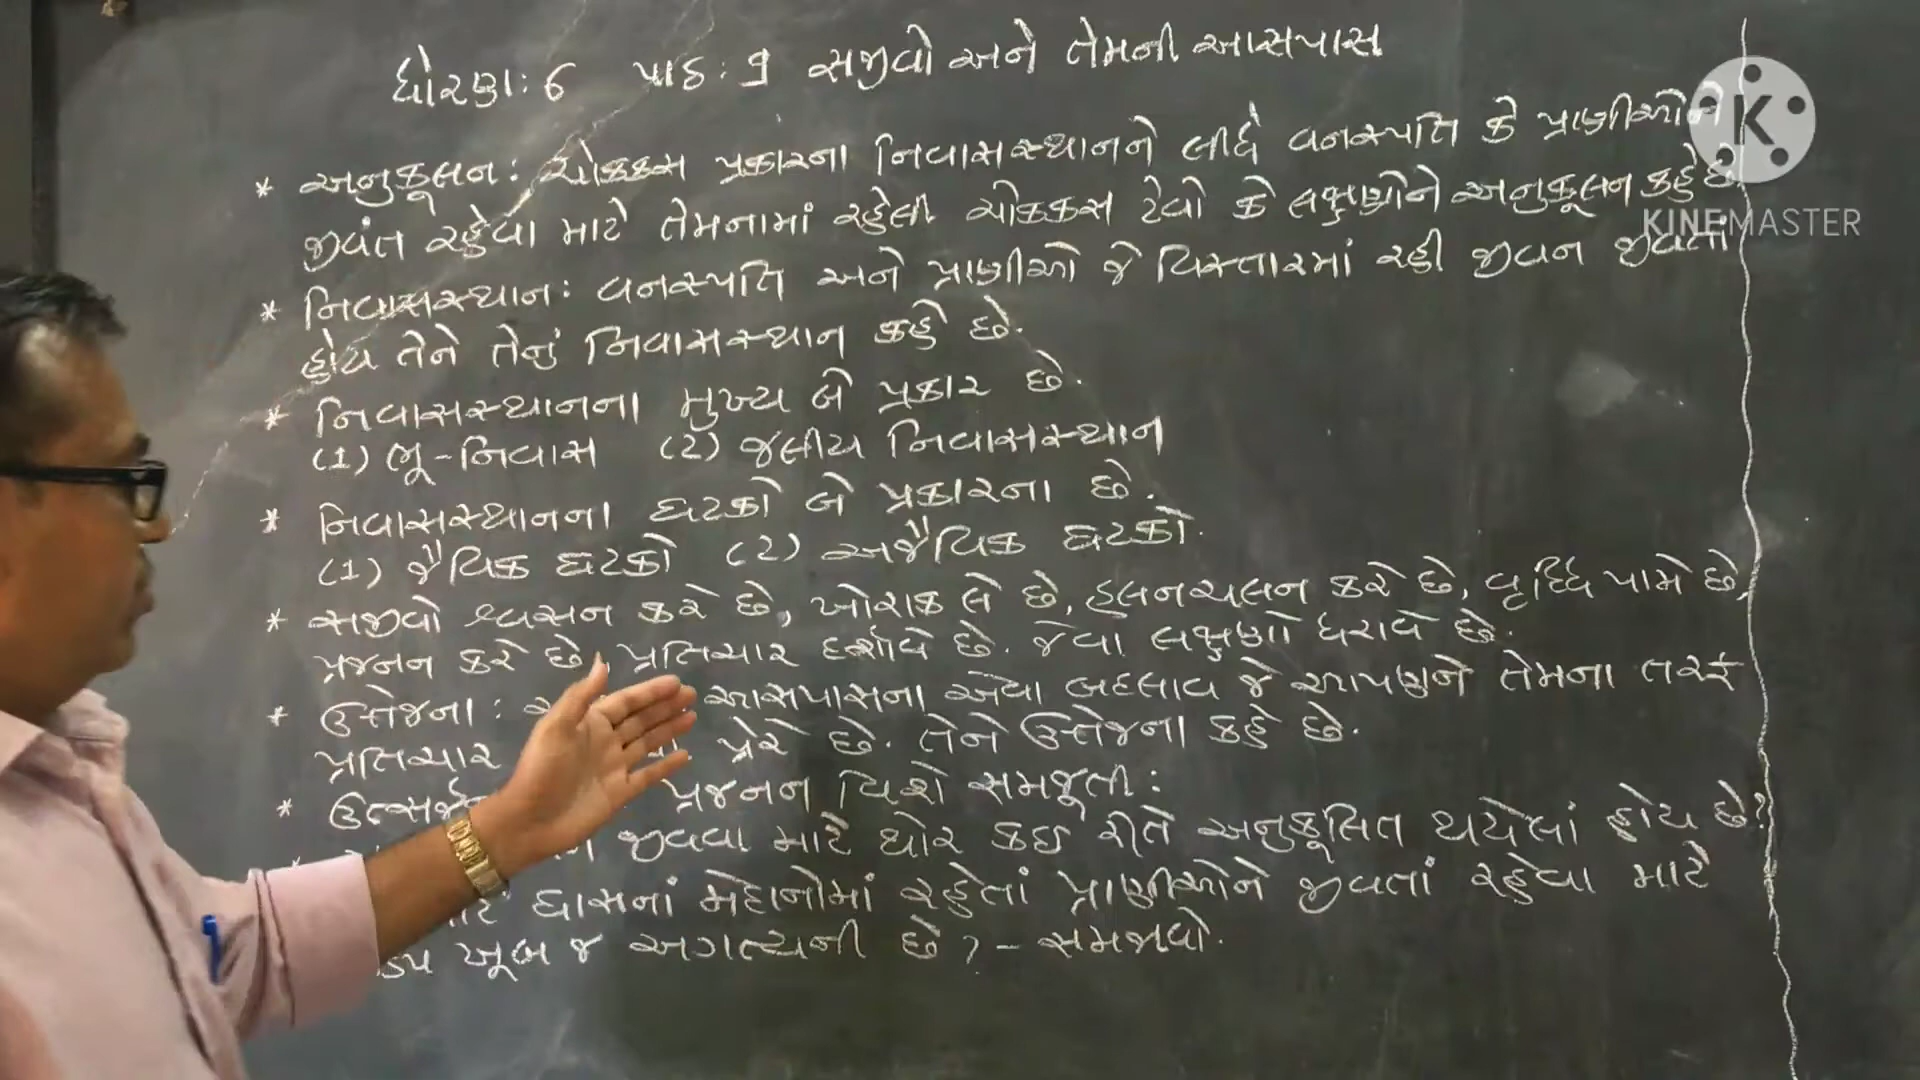 ધોરણ: 6 પાઠ: 9 સજીવો અને તેમની આસપાસ
* અનુકૂલન: ચોક્કસ પ્રકારના નિવાસસ્થાનને લીધે વનસ્પતિ કે પ્રાણીઓને
જીવંત રહેવા માટે તેમનામાં રહેલી ચોક્કસ ટેવો કે લક્ષણોને અનુકૂલન કહે છે.
* નિવાસસ્થાન: વનસ્પતિ અને પ્રાણીઓ જે વિસ્તારમાં રહી જીવન જીવતાં
હોય તેને તેનું નિવાસસ્થાન કહે છે.
* નિવાસસ્થાનના મુખ્ય બે પ્રકાર છે.
(1) ભૂ-નિવાસ (2) જલીય નિવાસસ્થાન
* નિવાસસ્થાનના ઘટકો બે પ્રકારના છે.
(1) જૈવિક ઘટકો (2) અજૈવિક ઘટકો.
* સજીવો શ્વસન કરે છે, ખોરાક લે છે, હલનચલન કરે છે, વૃદ્ધિ પામે છે,
પ્રજનન કરે છે, પ્રતિચાર દર્શાવે છે. જેવા લક્ષણો ધરાવે છે.
* ઉત્તેજના: આસપાસના એવા બદલાવ જે આપણને તેમના તરફ
પ્રતિચાર પ્રેરે છે. તેને ઉત્તેજના કહે છે.
* ઉત્સર્જન પ્રજનન વિશે સમજૂતી:
જીવવા માટે થોર કઇ રીતે અનુકૂલિત થયેલાં હોય છે?
ઘાસનાં મેદાનોમાં રહેતાં પ્રાણીઓને જીવતાં રહેવા માટે
ખૂબ જ અગત્યની છે? - સમજાવો.
K
KINEMASTER